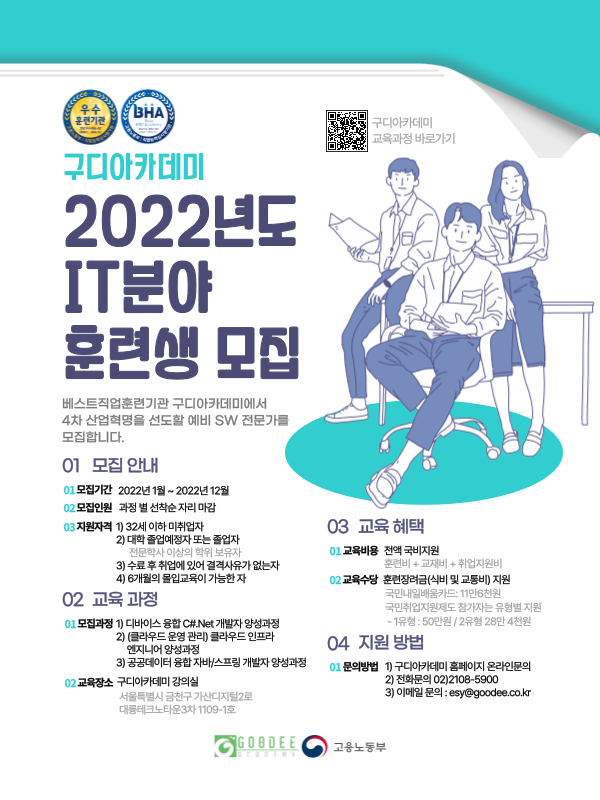 우수
훈련기관
BHA
구디아카데미
교육과정 바로가기
구디아카데미
2022년도
IT분야
훈련생 모집
베스트직업훈련기관 구디아카데미에서
4차 산업혁명을 선도할 예비 SW 전문가를
모집합니다.
01 모집 안내
01 모집기간 2022년 1월 ~ 2022년 12월
02 모집인원 과정 별 선착순 자리 마감
03 지원자격 1) 32세 이하 미취업자
2) 대학 졸업예정자 또는 졸업자
전문학사 이상의 학위 보유자
3) 수료 후 취업에 있어 결격사유가 없는자
4) 6개월의 몰입교육이 가능한 자
02 교육 과정
01 모집과정 1) 디바이스 융합 C#.Net 개발자 양성과정
2) (클라우드 운영 관리) 클라우드 인프라
엔지니어 양성과정
3) 공공데이터 융합 자바/스프링 개발자 양성과정
02 교육장소 구디아카데미 강의실
서울특별시 금천구 가산디지털2로
대륭테크노타운3차 1109-1호
03 교육 혜택
01 교육비용 전액 국비지원
훈련비 + 교재비 + 취업지원비
02 교육수당 훈련장려금(식비 및 교통비) 지원
국민내일배움카드: 11만6천원
국민취업지원제도 참가자는 유형별 지원
- 1유형 : 50만원 / 2유형 28만 4천원
04 지원 방법
01 문의방법 1) 구디아카데미 홈페이지 온라인문의
2) 전화문의 02)2108-5900
3) 이메일 문의 : esy@goodee.co.kr
GOODEE
ACADEMY
고용노동부